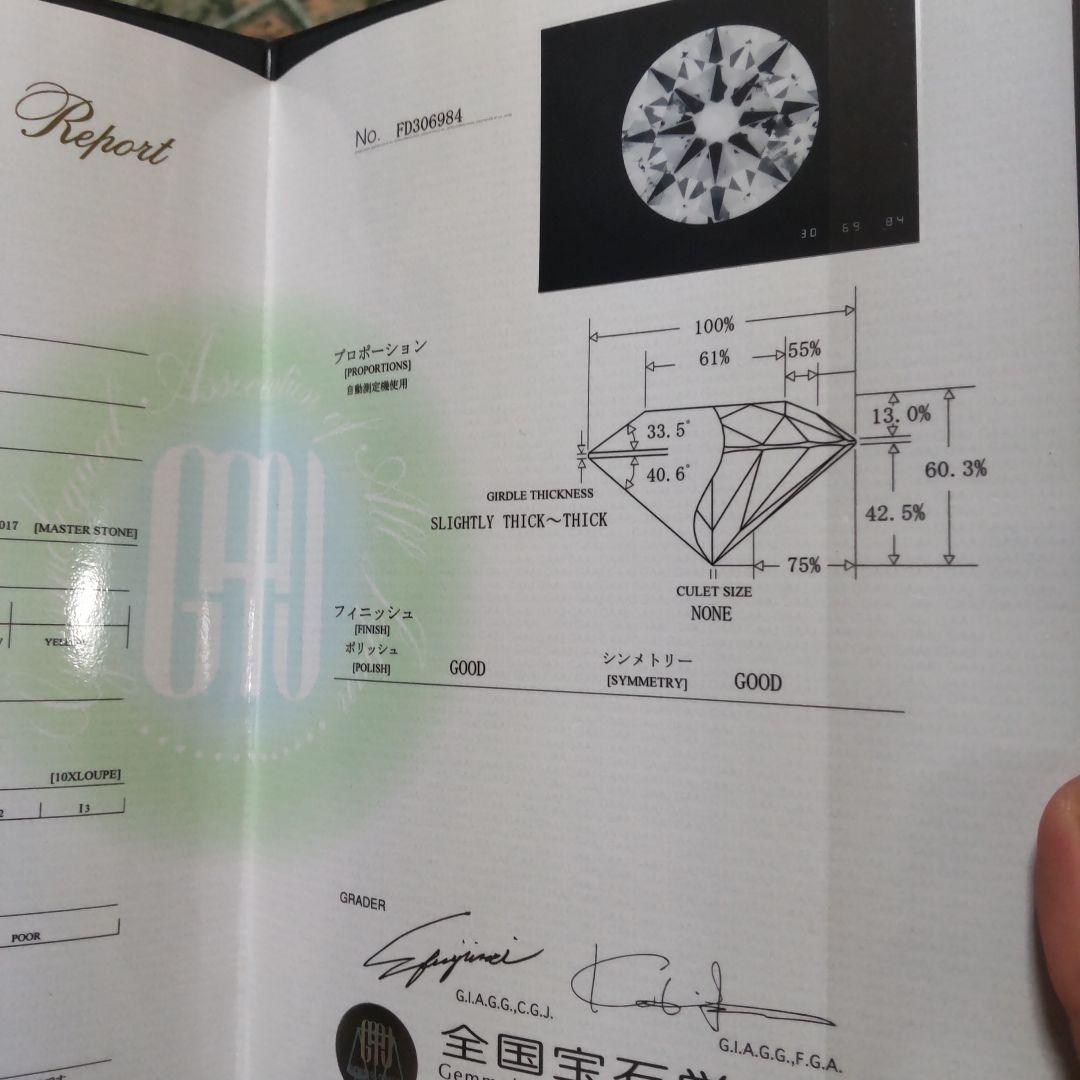 Report
No. FD306984
30 69 84
プロポーション
[PROPORTIONS]
自動測定機使用
100%
61%
55%
33.5°
40.6°
13.0%
60.3%
42.5%
75%
GIRDLE THICKNESS
SLIGHTLY THICK～THICK
CULET SIZE
NONE
フィニッシュ
[FINISH]
ポリッシュ
[POLISH]
GOOD
シンメトリー
[SYMMETRY]
GOOD
017 [MASTER STONE]
[10XLOUPE]
I3
POOR
GRADER
G.I.A.G.G.,C.G.J.
G.I.A.G.G.,F.G.A.
全国宝石学